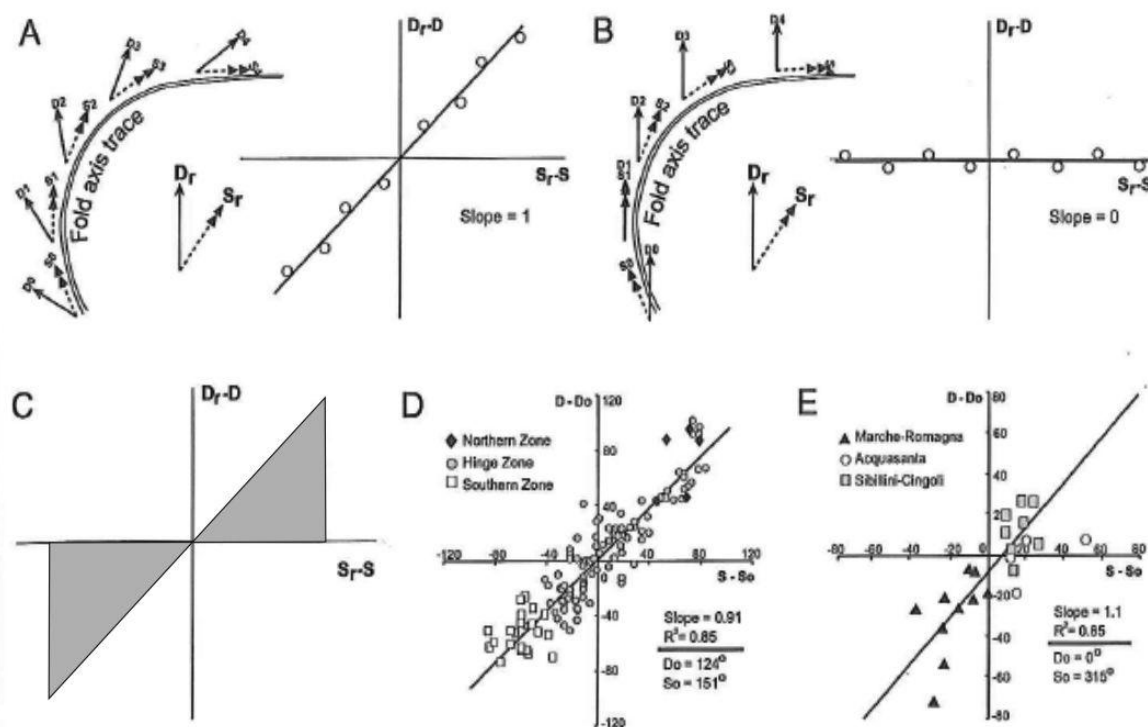 A
Dr-D
Sr-S
Slope = 1
Fold axis trace
D0
S0
D1
S1
D2
S2
D3
S3
Dr
Sr
B
Dr-D
Sr-S
Slope = 0
Fold axis trace
D0
S0
D1
S1
D2
D3
D4
Dr
Sr
C
Dr-D
Sr-S
D
D - Do
120
80
40
0
-40
-80
-120
-120
-80
-40
0
40
80
120
S - So
Northern Zone
Hinge Zone
Southern Zone
Slope = 0.91
R²= 0.85
Do = 124°
So = 151°
E
D - Do
80
60
40
20
-0
-20
-40
-60
-80
-80
-60
-40
-20
20
40
60
80
S - So
Marche-Romagna
Acquasanta
Sibillini-Cingoli
Slope = 1.1
R²= 0.85
Do = 0°
So = 315°